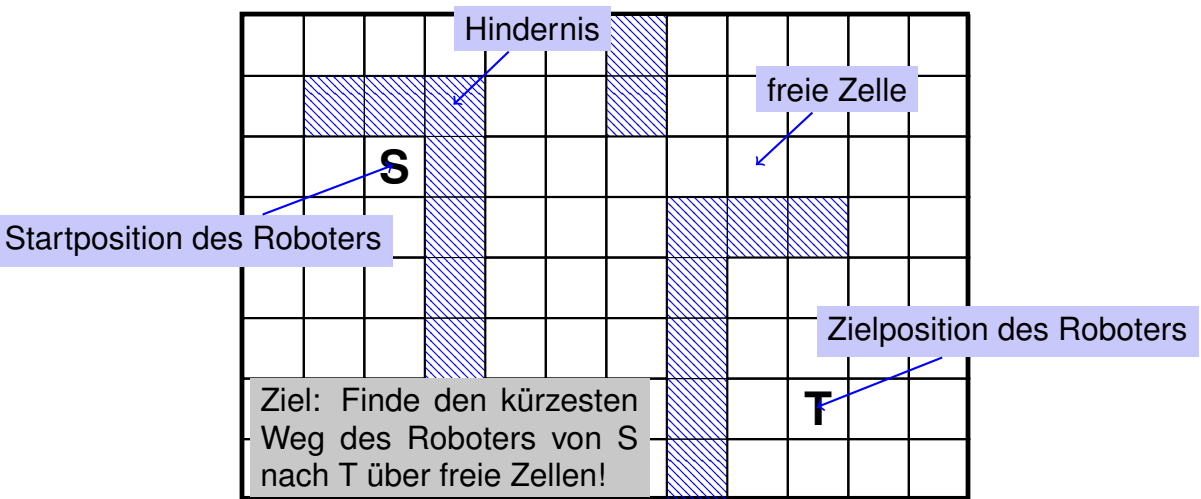 Hindernis
freie Zelle
S
Startposition des Roboters
Zielposition des Roboters
T
Ziel: Finde den kürzesten
Weg des Roboters von S
nach T über freie Zellen!